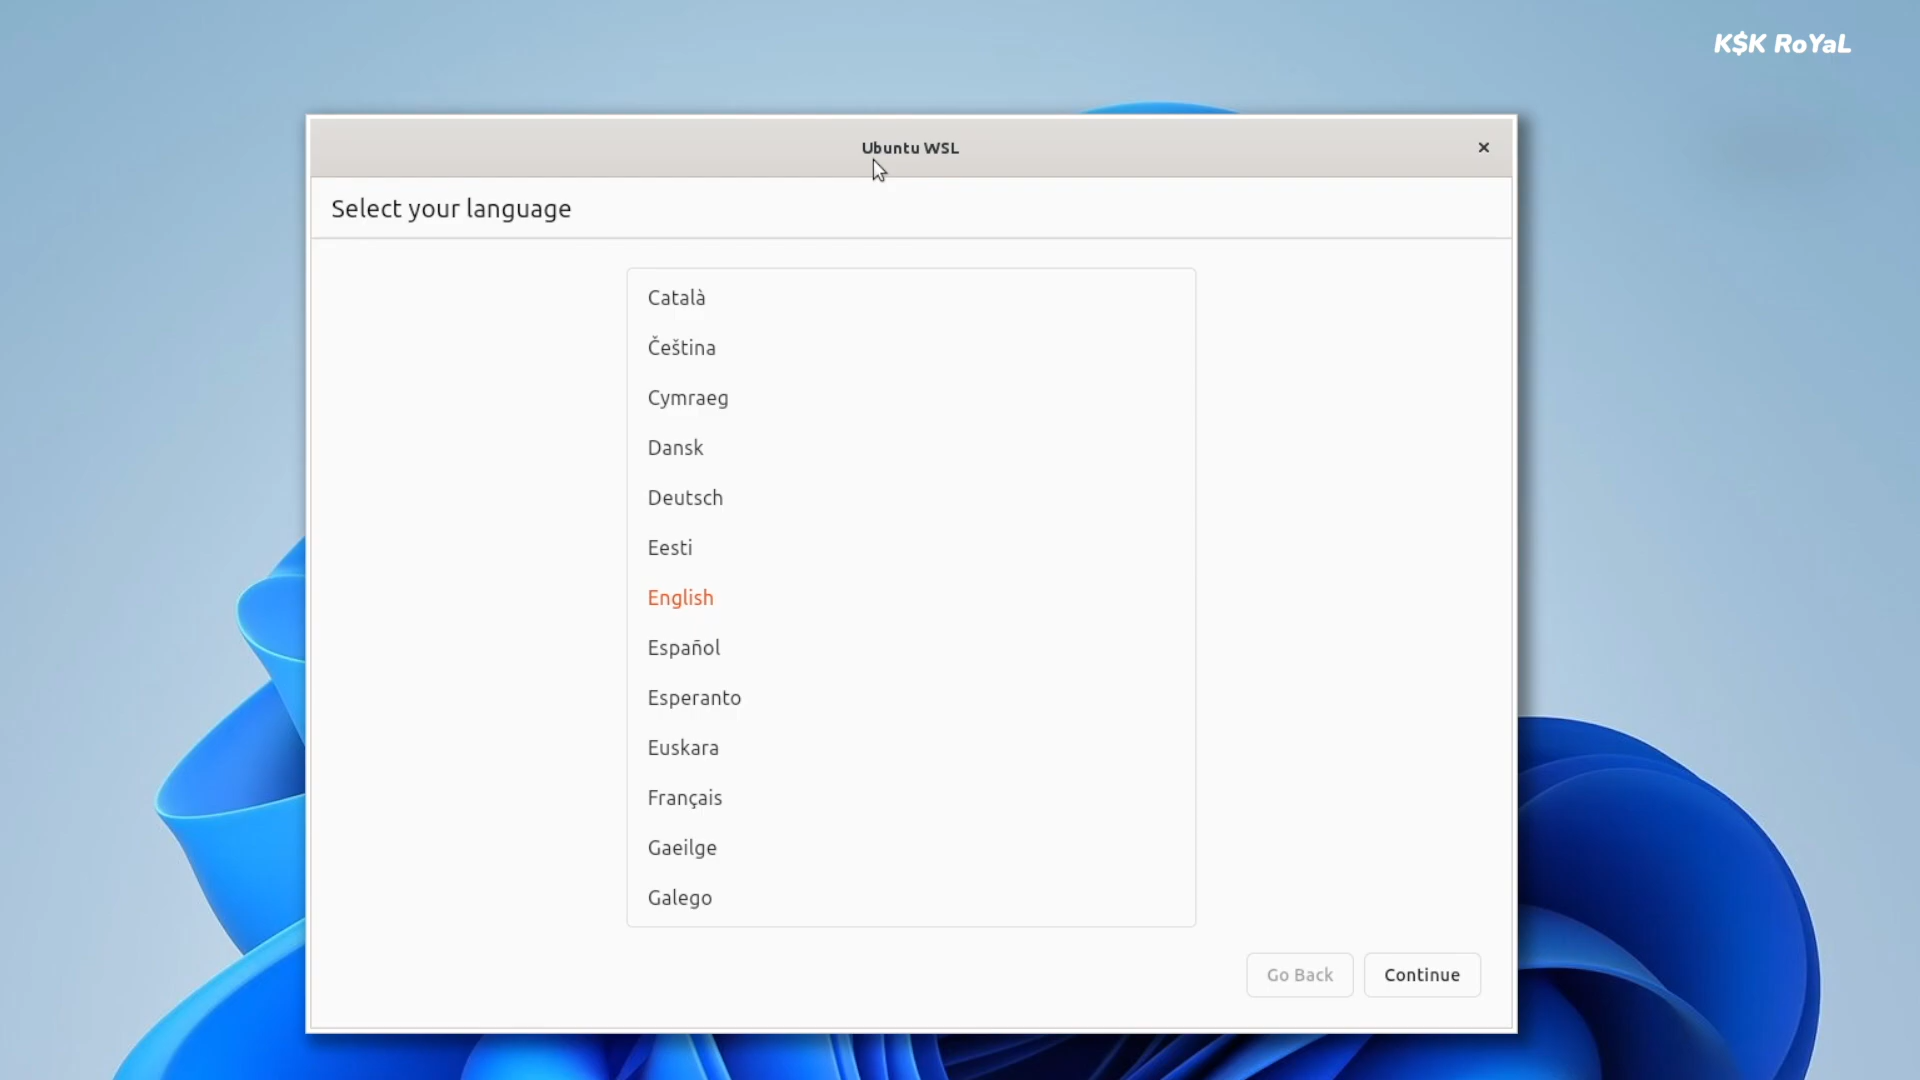 K$K RoYaL
Ubuntu WSL
Select your language
Català
Čeština
Cymraeg
Dansk
Deutsch
Eesti
English
Español
Esperanto
Euskara
Français
Gaeilge
Galego
Go Back
Continue